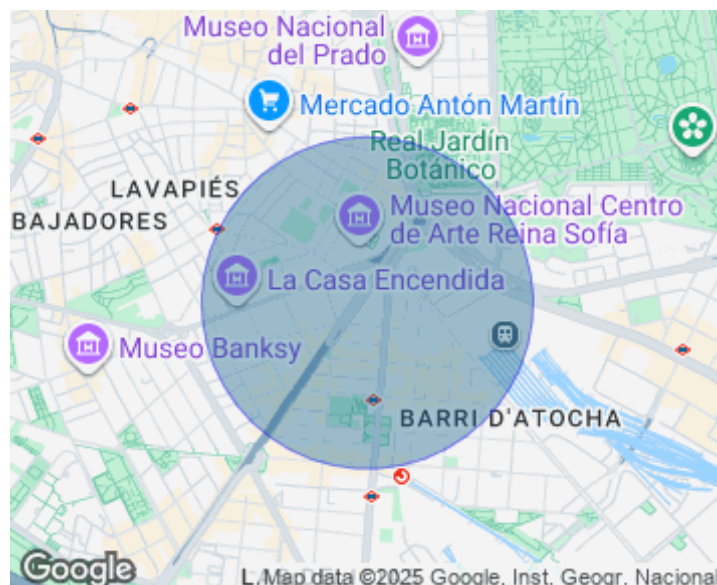 Museo Nacional
del Prado
Mercado Antón Martín
Real Jardín
Botánico
LAVAPIÉS
BAJADORES
Museo Nacional Centro
de Arte Reina Sofía
La Casa Encendida
Museo Banksy
BARRI D'ATOCHA
Google
Map data ©2025 Google, Inst. Geogr. Nacional